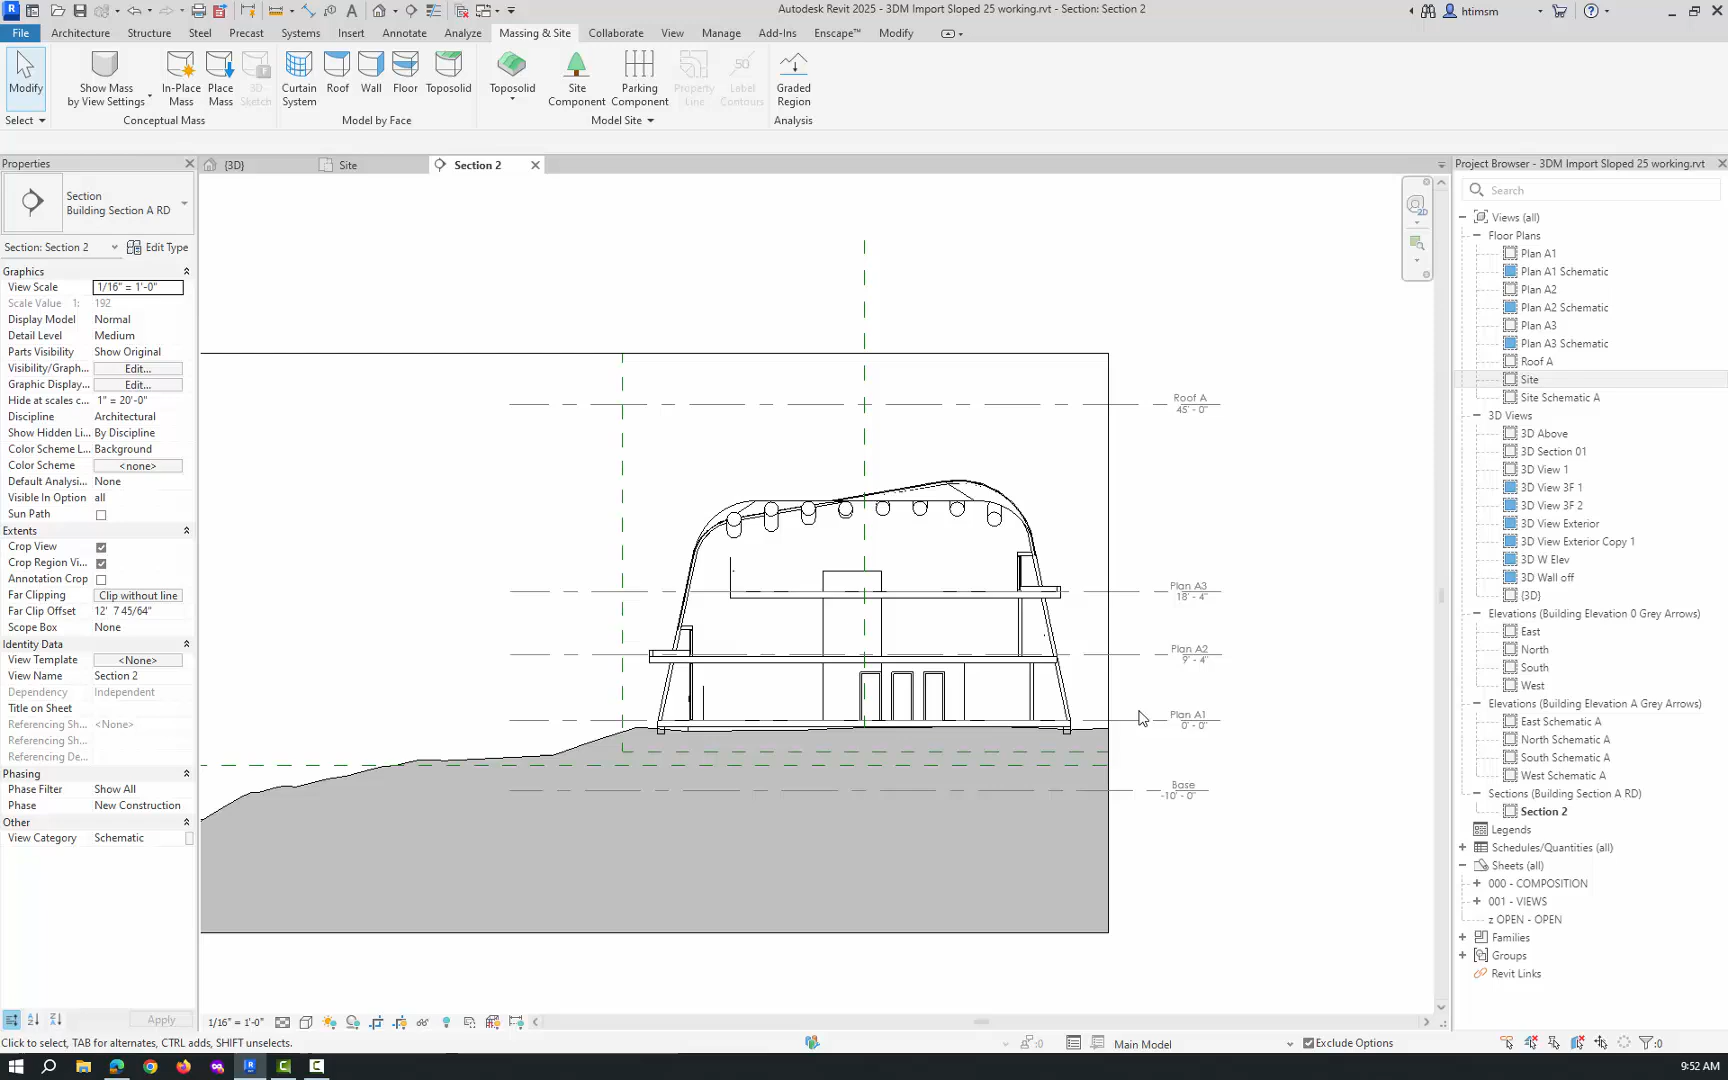 Autodesk Revit 2025 - 3DM Import Sloped 25 working.rvt - Section: Section 2
htimsm
File Architecture Structure Steel Precast Systems Insert Annotate Analyze Massing & Site Collaborate View Manage Add-Ins Enscape™ Modify
Modify
Show Mass
by View Settings
In-Place
Mass
Place
Mass
3D
Sketch
Curtain
System
Roof
Wall
Floor
Toposolid
Toposolid
Site
Component
Parking
Component
Property
Line
Label
Contours
Graded
Region
Select Conceptual Mass Model by Face Model Site Analysis
Properties
{3D} Site Section 2
Project Browser - 3DM Import Sloped 25 working.rvt
Section
Building Section A RD
Section: Section 2 Edit Type
Graphics
View Scale 1/16" = 1'-0"
Scale Value 1: 192
Display Model Normal
Detail Level Medium
Parts Visibility Show Original
Visibility/Graph... Edit...
Graphic Display... Edit...
Hide at scales c... 1" = 20'-0"
Discipline Architectural
Show Hidden Li... By Discipline
Color Scheme L... Background
Color Scheme <none>
Default Analysi... None
Visible In Option all
Sun Path
Extents
Crop View
Crop Region Vi...
Annotation Crop
Far Clipping Clip without line
Far Clip Offset 12' 7 45/64"
Scope Box None
Identity Data
View Template <None>
View Name Section 2
Dependency Independent
Title on Sheet
Referencing Sh... <None>
Referencing Sh...
Referencing De...
Phasing
Phase Filter Show All
Phase New Construction
Other
View Category Schematic
Apply
Roof A
45' - 0"
Plan A3
18' - 4"
Plan A2
9' - 4"
Plan A1
0' - 0"
Base
-10' - 0"
2D
Search
Views (all)
Floor Plans
Plan A1
Plan A1 Schematic
Plan A2
Plan A2 Schematic
Plan A3
Plan A3 Schematic
Roof A
Site
Site Schematic A
3D Views
3D Above
3D Section 01
3D View 1
3D View 3F 1
3D View 3F 2
3D View Exterior
3D View Exterior Copy 1
3D W Elev
3D Wall off
{3D}
Elevations (Building Elevation 0 Grey Arrows)
East
North
South
West
Elevations (Building Elevation A Grey Arrows)
East Schematic A
North Schematic A
South Schematic A
West Schematic A
Sections (Building Section A RD)
Section 2
Legends
Schedules/Quantities (all)
Sheets (all)
000 - COMPOSITION
001 - VIEWS
z OPEN - OPEN
Families
Groups
Revit Links
1/16" = 1'-0"
Click to select, TAB for alternates, CTRL adds, SHIFT unselects.
:0
Main Model
Exclude Options
:0
9:52 AM